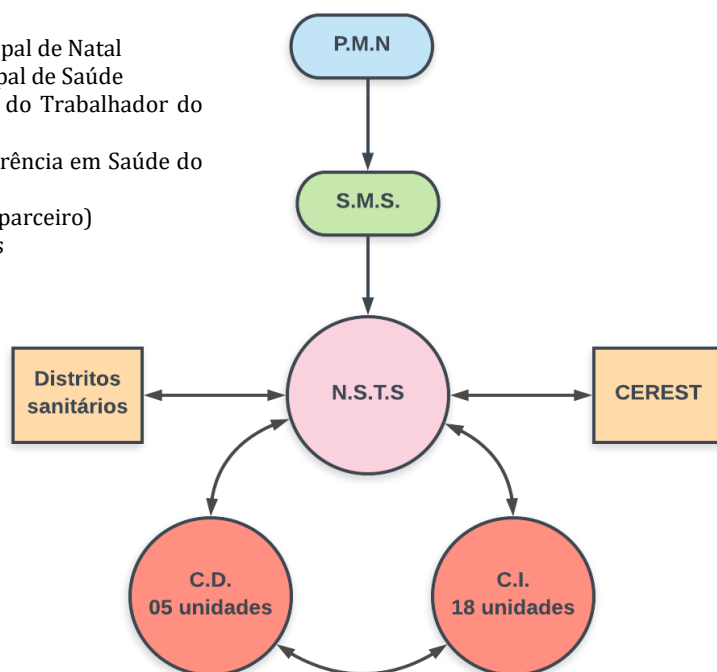 pal de Natal
pal de Saúde
do Trabalhador do
rência em Saúde do
parceiro)
s
P.M.N
S.M.S.
Distritos
sanitários
N.S.T.S
CEREST
C.D.
05 unidades
C.I.
18 unidades